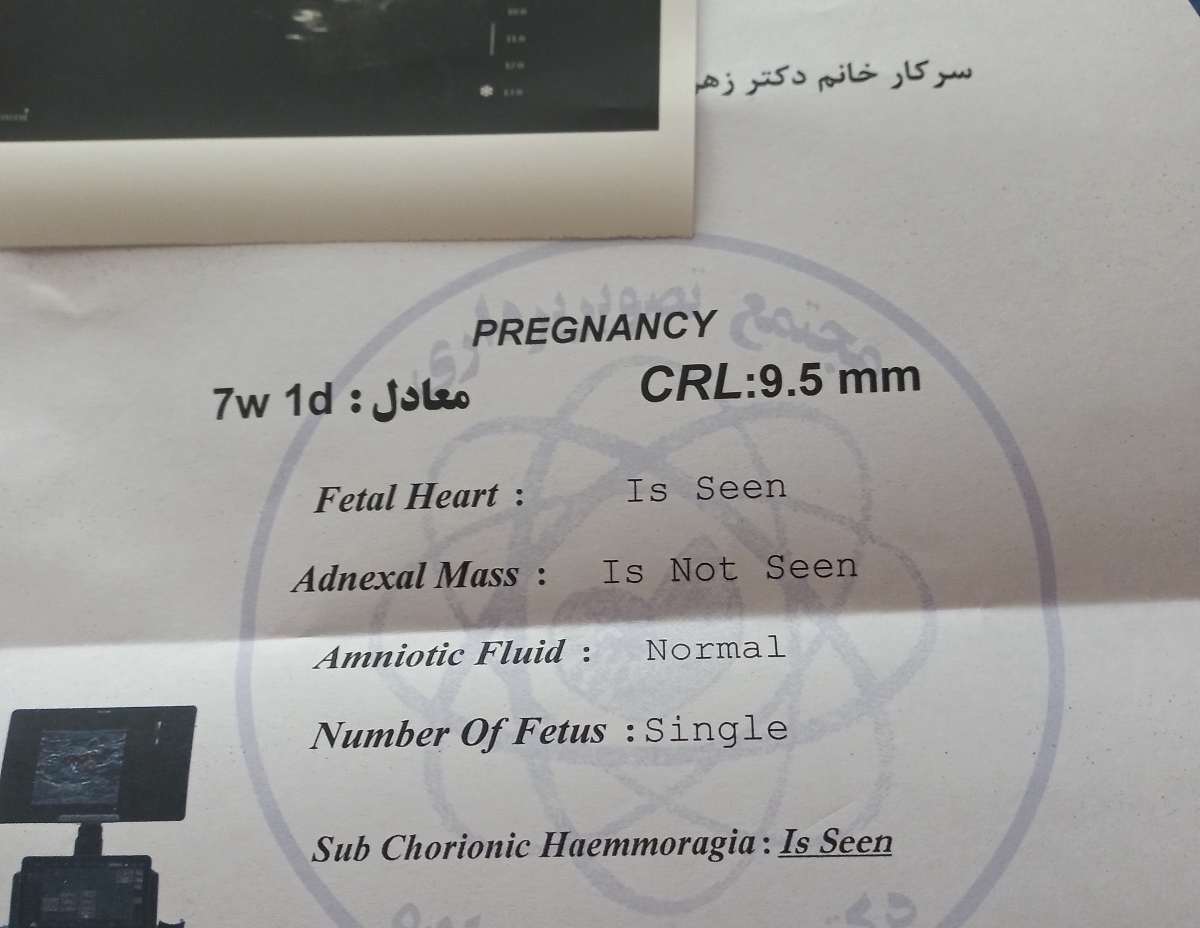 سرکار خانم دکتر زهر
PREGNANCY
CRL:9.5 mm معادل : 7w 1d
Fetal Heart : Is Seen
Adnexal Mass : Is Not Seen
Amniotic Fluid : Normal
Number Of Fetus : Single
Sub Chorionic Haemmoragia : Is Seen